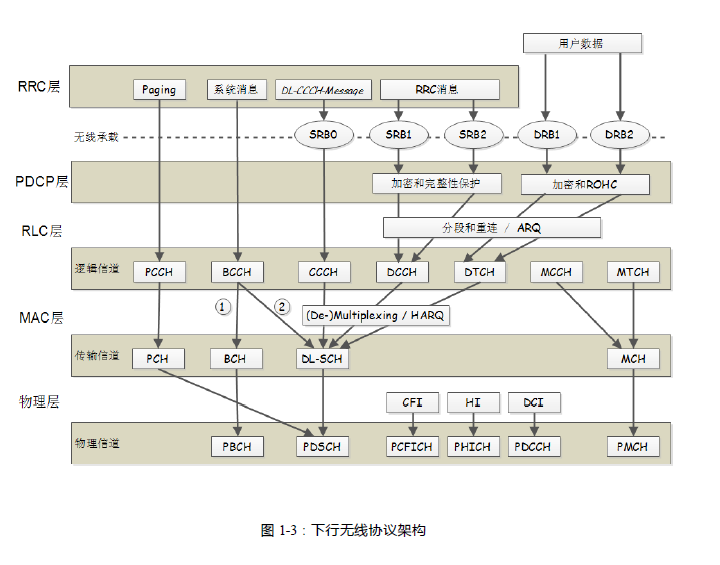 用户数据
RRC层
Paging
系统消息
DL-CCCH-Message
RRC消息
无线承载
SRB0
SRB1
SRB2
DRB1
DRB2
PDCP层
加密和完整性保护
加密和ROHC
RLC层
分段和重连 / ARQ
逻辑信道
PCCH
BCCH
CCCH
DCCH
DTCH
MCCH
MTCH
1
2
MAC层
(De-)Multiplexing / HARQ
传输信道
PCH
BCH
DL-SCH
MCH
物理层
CFI
HI
DCI
物理信道
PBCH
PDSCH
PCFICH
PHICH
PDCCH
PMCH
图 1-3：下行无线协议架构